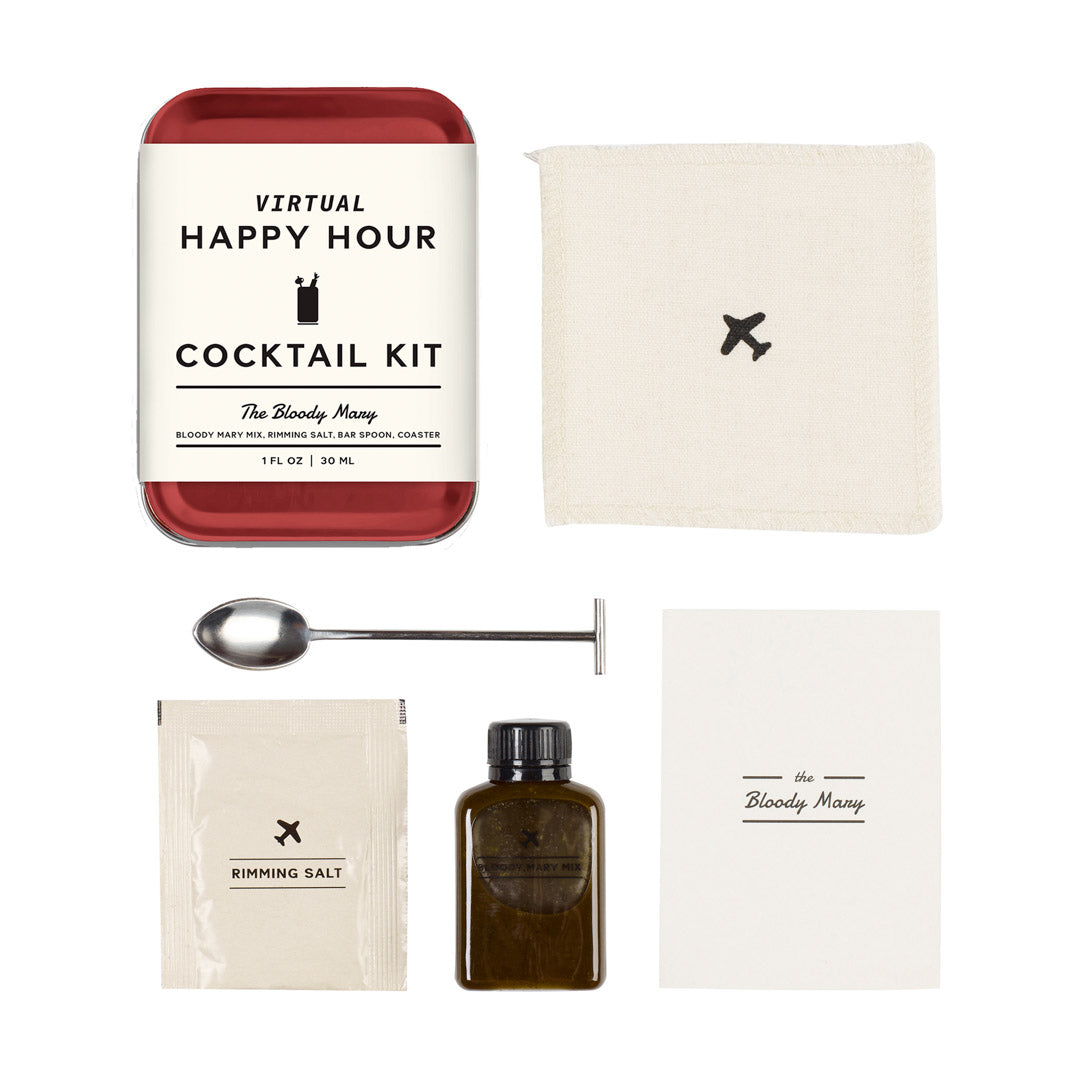 VIRTUAL
HAPPY HOUR
COCKTAIL KIT
The Bloody Mary
BLOODY MARY MIX, RIMMING SALT, BAR SPOON, COASTER
1 FL OZ | 30 ML
RIMMING SALT
BLOODY MARY MIX
the
Bloody Mary